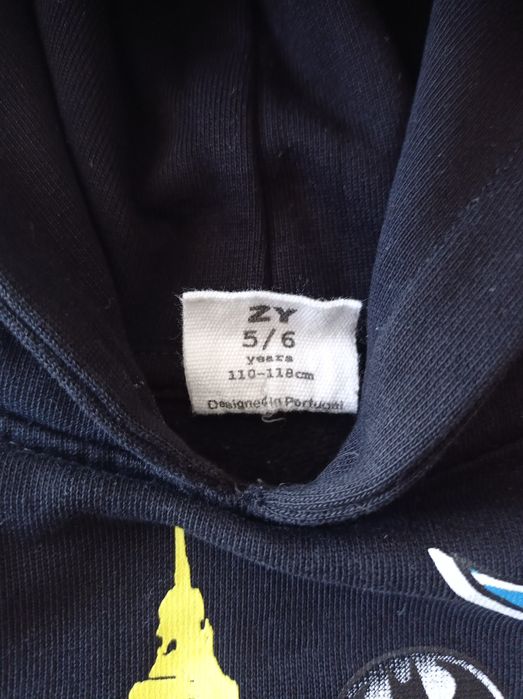 ZY
5/6
years
110-118cm
Designed in Portugal